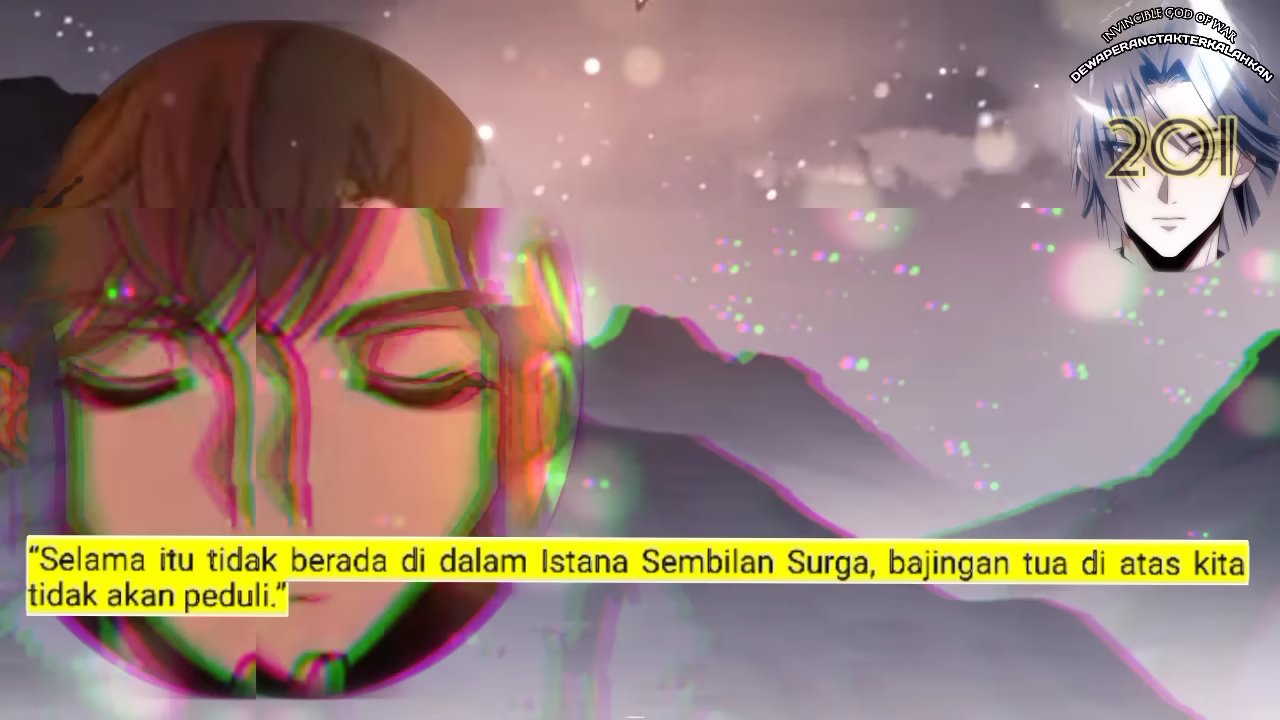 INVINCIBLE GOD OF WAR
DEWAPERANGTAKTERKALAHKAN
201
“Selama itu tidak berada di dalam Istana Sembilan Surga, bajingan tua di atas kita
tidak akan peduli.”